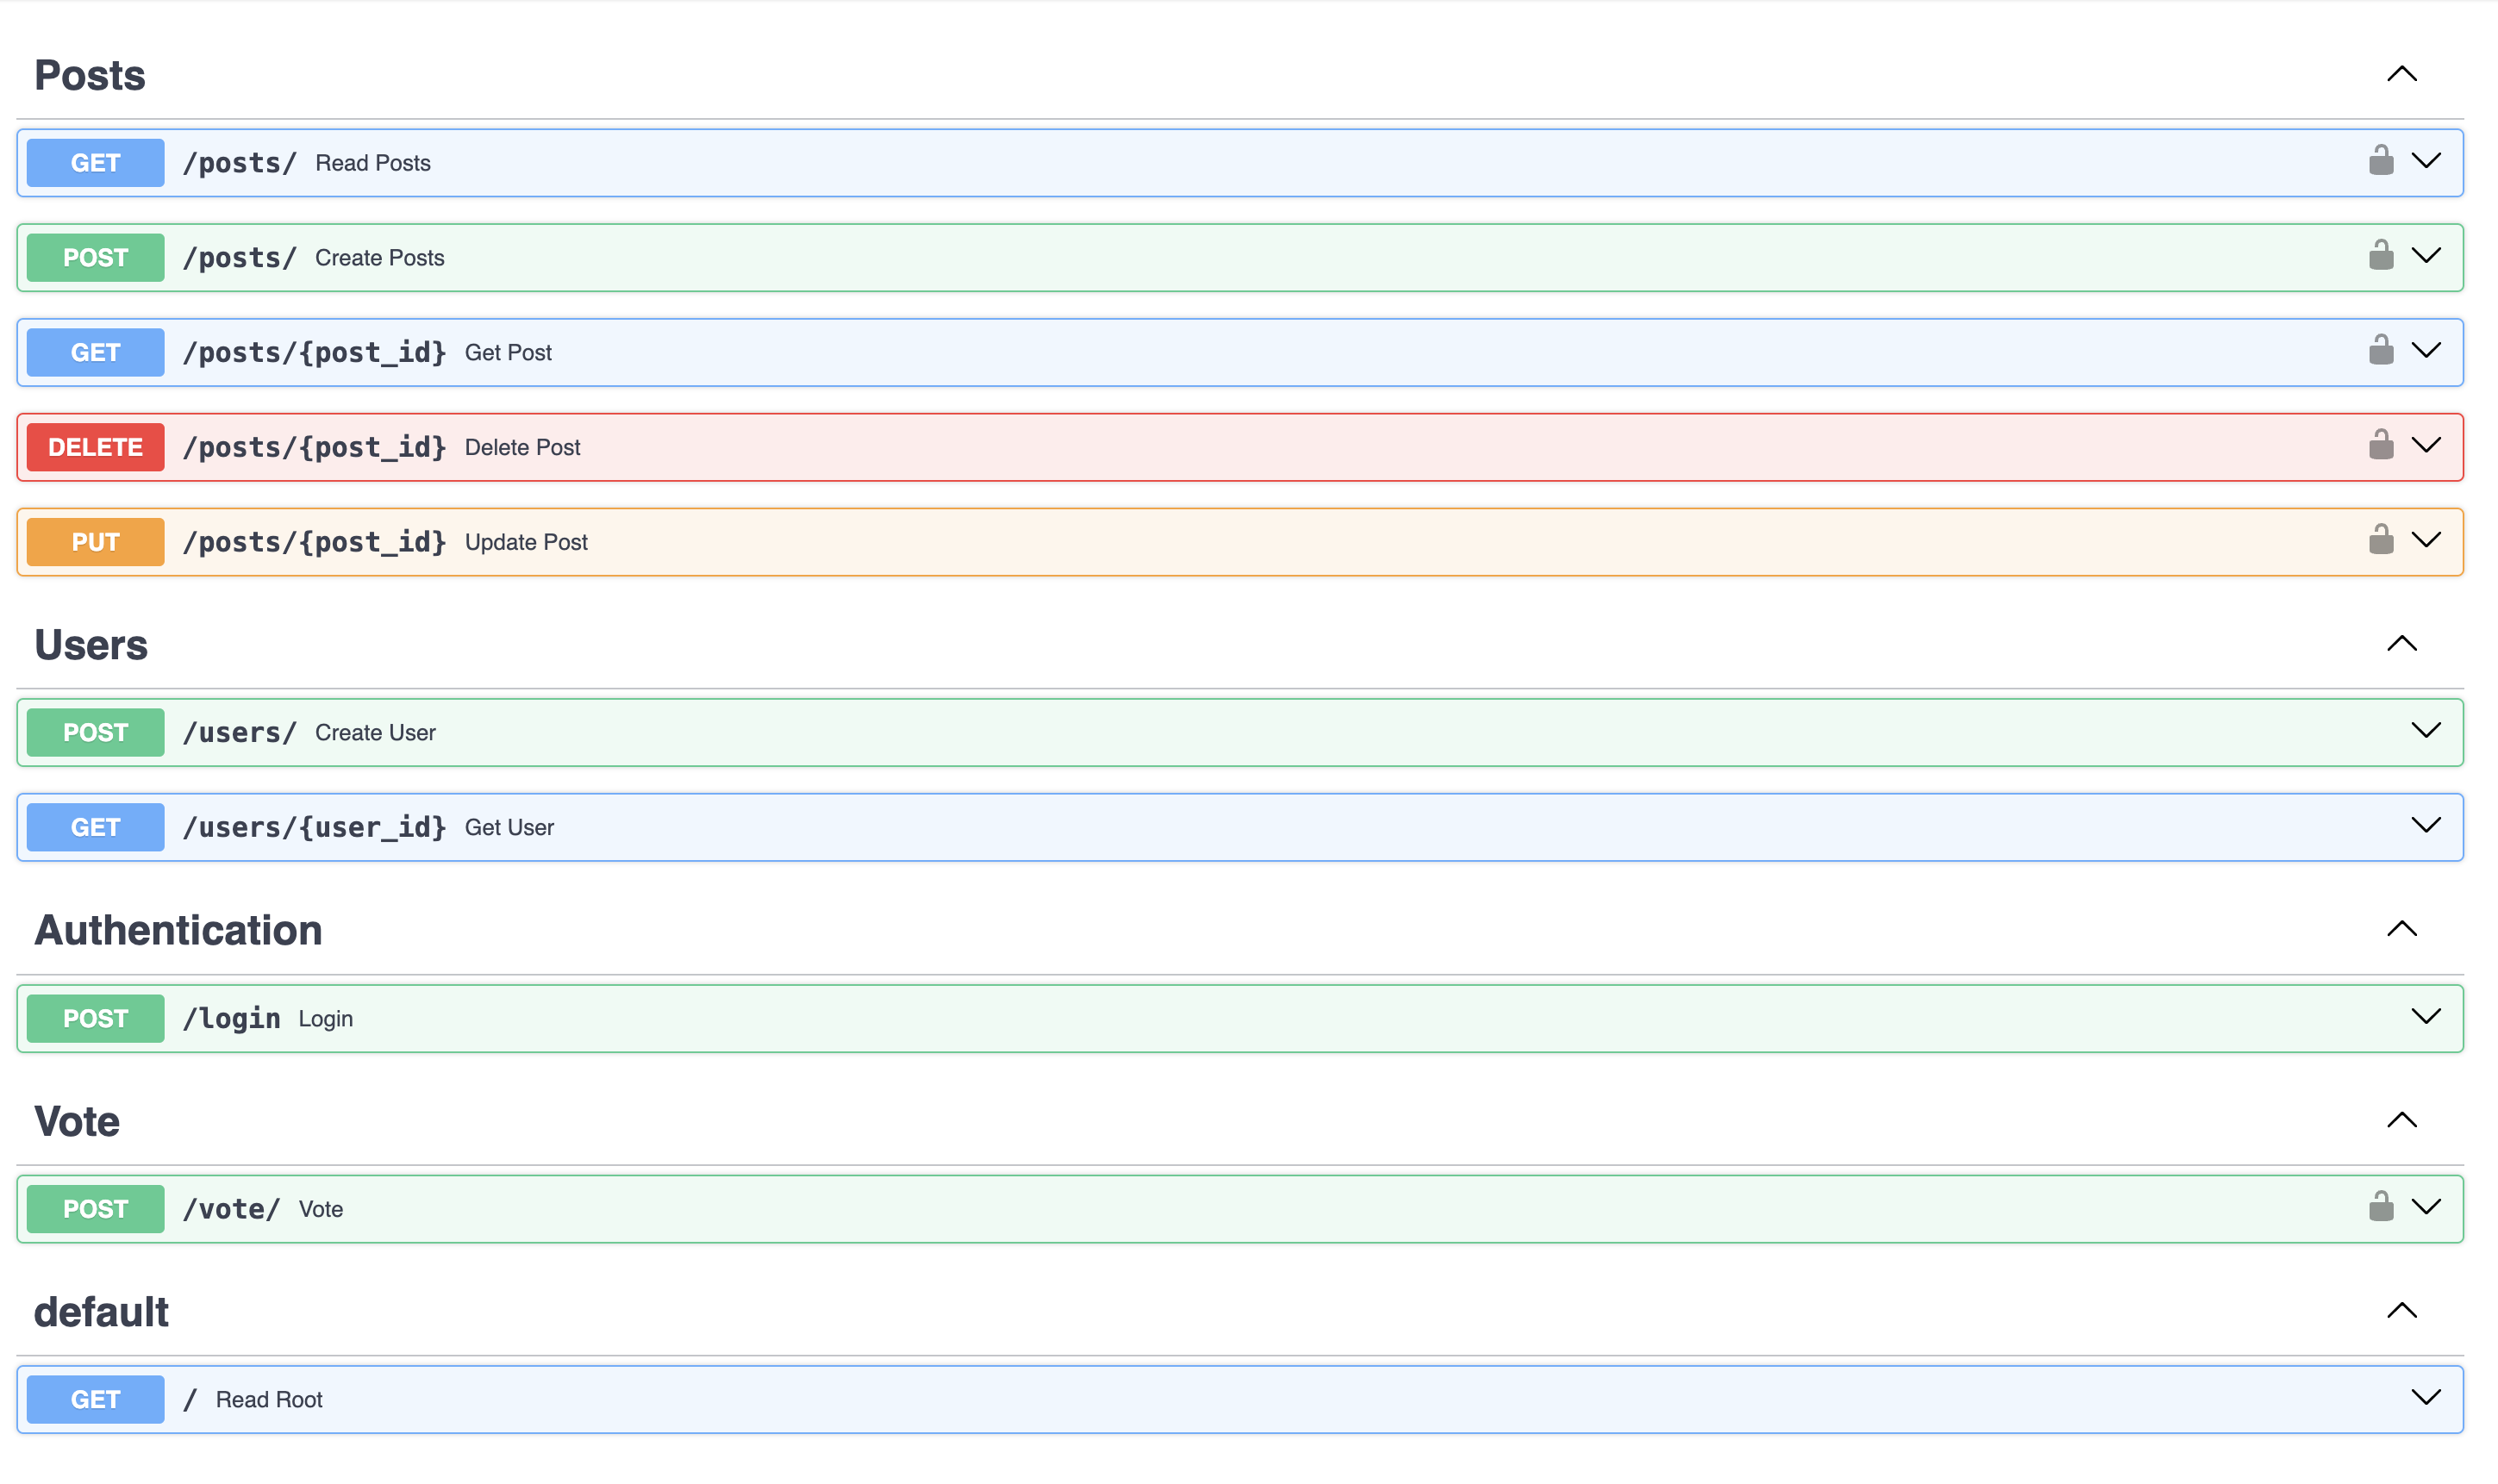 Posts
GET /posts/ Read Posts
POST /posts/ Create Posts
GET /posts/{post_id} Get Post
DELETE /posts/{post_id} Delete Post
PUT /posts/{post_id} Update Post
Users
POST /users/ Create User
GET /users/{user_id} Get User
Authentication
POST /login Login
Vote
POST /vote/ Vote
default
GET / Read Root